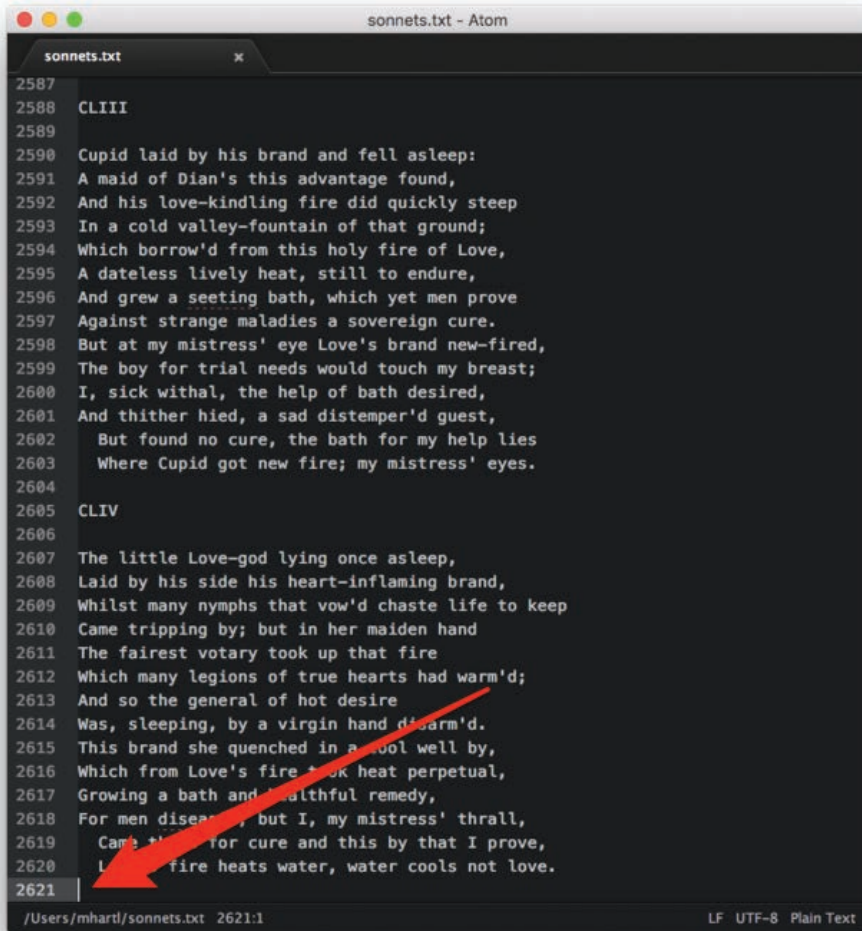 sonnets.txt - Atom
sonnets.txt ×
2587
2588 CLIII
2589
2590 Cupid laid by his brand and fell asleep:
2591 A maid of Dian's this advantage found,
2592 And his love-kindling fire did quickly steep
2593 In a cold valley-fountain of that ground;
2594 Which borrow'd from this holy fire of Love,
2595 A dateless lively heat, still to endure,
2596 And grew a seeting bath, which yet men prove
2597 Against strange maladies a sovereign cure.
2598 But at my mistress' eye Love's brand new-fired,
2599 The boy for trial needs would touch my breast;
2600 I, sick withal, the help of bath desired,
2601 And thither hied, a sad distemper'd guest,
2602   But found no cure, the bath for my help lies
2603   Where Cupid got new fire; my mistress' eyes.
2604
2605 CLIV
2606
2607 The little Love-god lying once asleep,
2608 Laid by his side his heart-inflaming brand,
2609 Whilst many nymphs that vow'd chaste life to keep
2610 Came tripping by; but in her maiden hand
2611 The fairest votary took up that fire
2612 Which many legions of true hearts had warm'd;
2613 And so the general of hot desire
2614 Was, sleeping, by a virgin hand disarm'd.
2615 This brand she quenched in a cool well by,
2616 Which from Love's fire took heat perpetual,
2617 Growing a bath and healthful remedy,
2618 For men but I, my mistress' thrall,
2619   Came for cure and this by that I prove,
2620   fire heats water, water cools not love.
2621
/Users/mhartl/sonnets.txt 2621:1 LF UTF-8 Plain Text